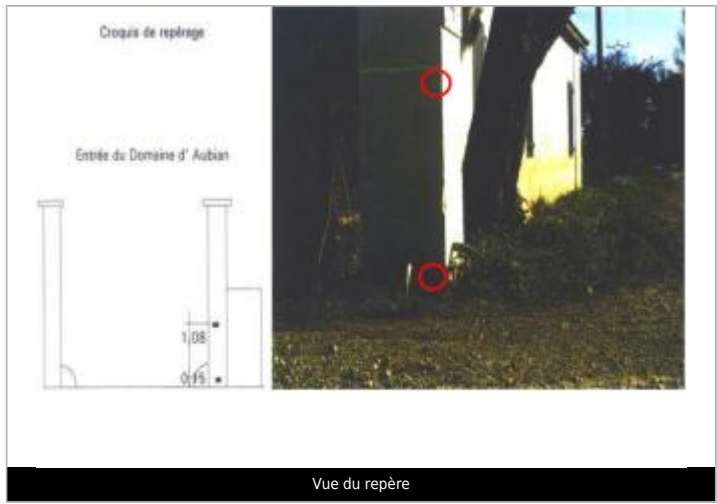 Croquis de repérage
Entrée du Domaine d' Aubian
1,08
0,15
Vue du repère